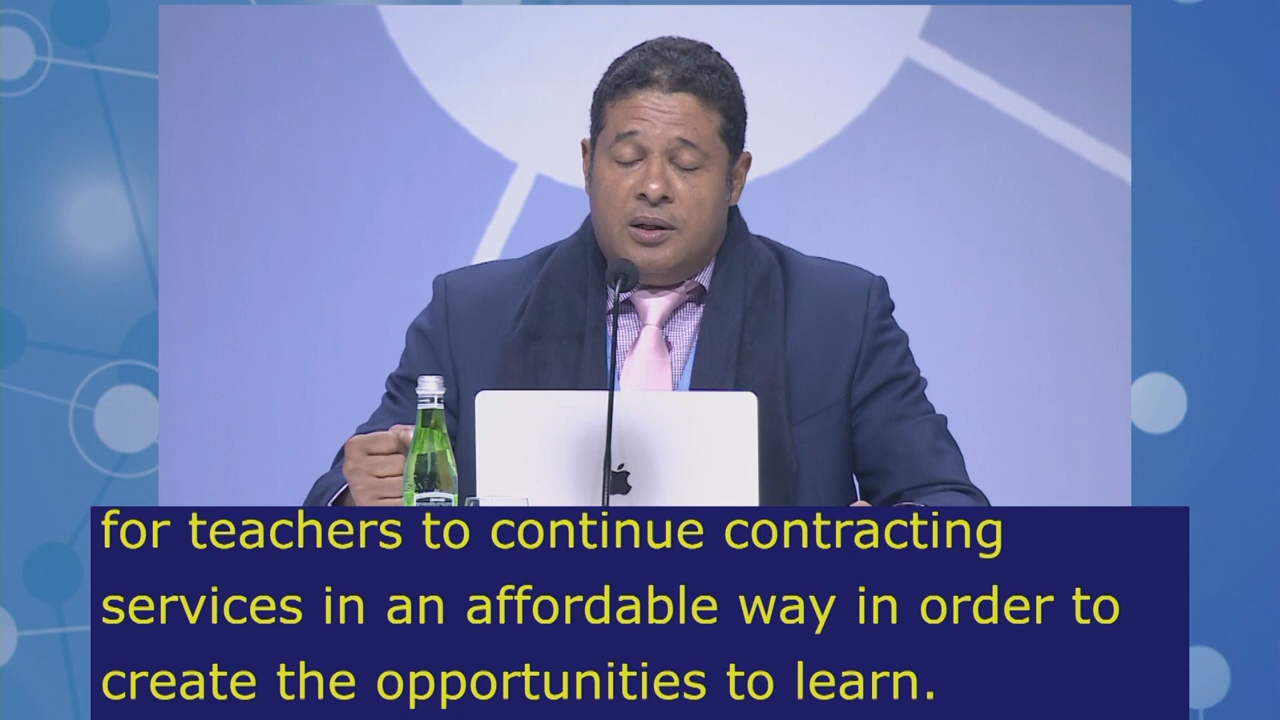 for teachers to continue contracting
services in an affordable way in order to
create the opportunities to learn.